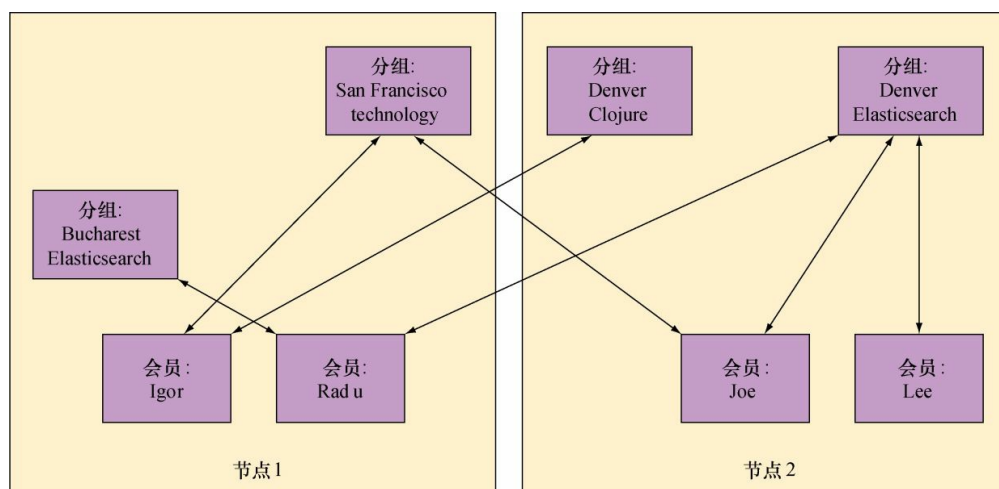 分组:
San Francisco
technology
分组:
Bucharest
Elasticsearch
会员:
Igor
会员:
Rad u
节点1
分组:
Denver
Clojure
分组:
Denver
Elasticsearch
会员:
Joe
会员:
Lee
节点2